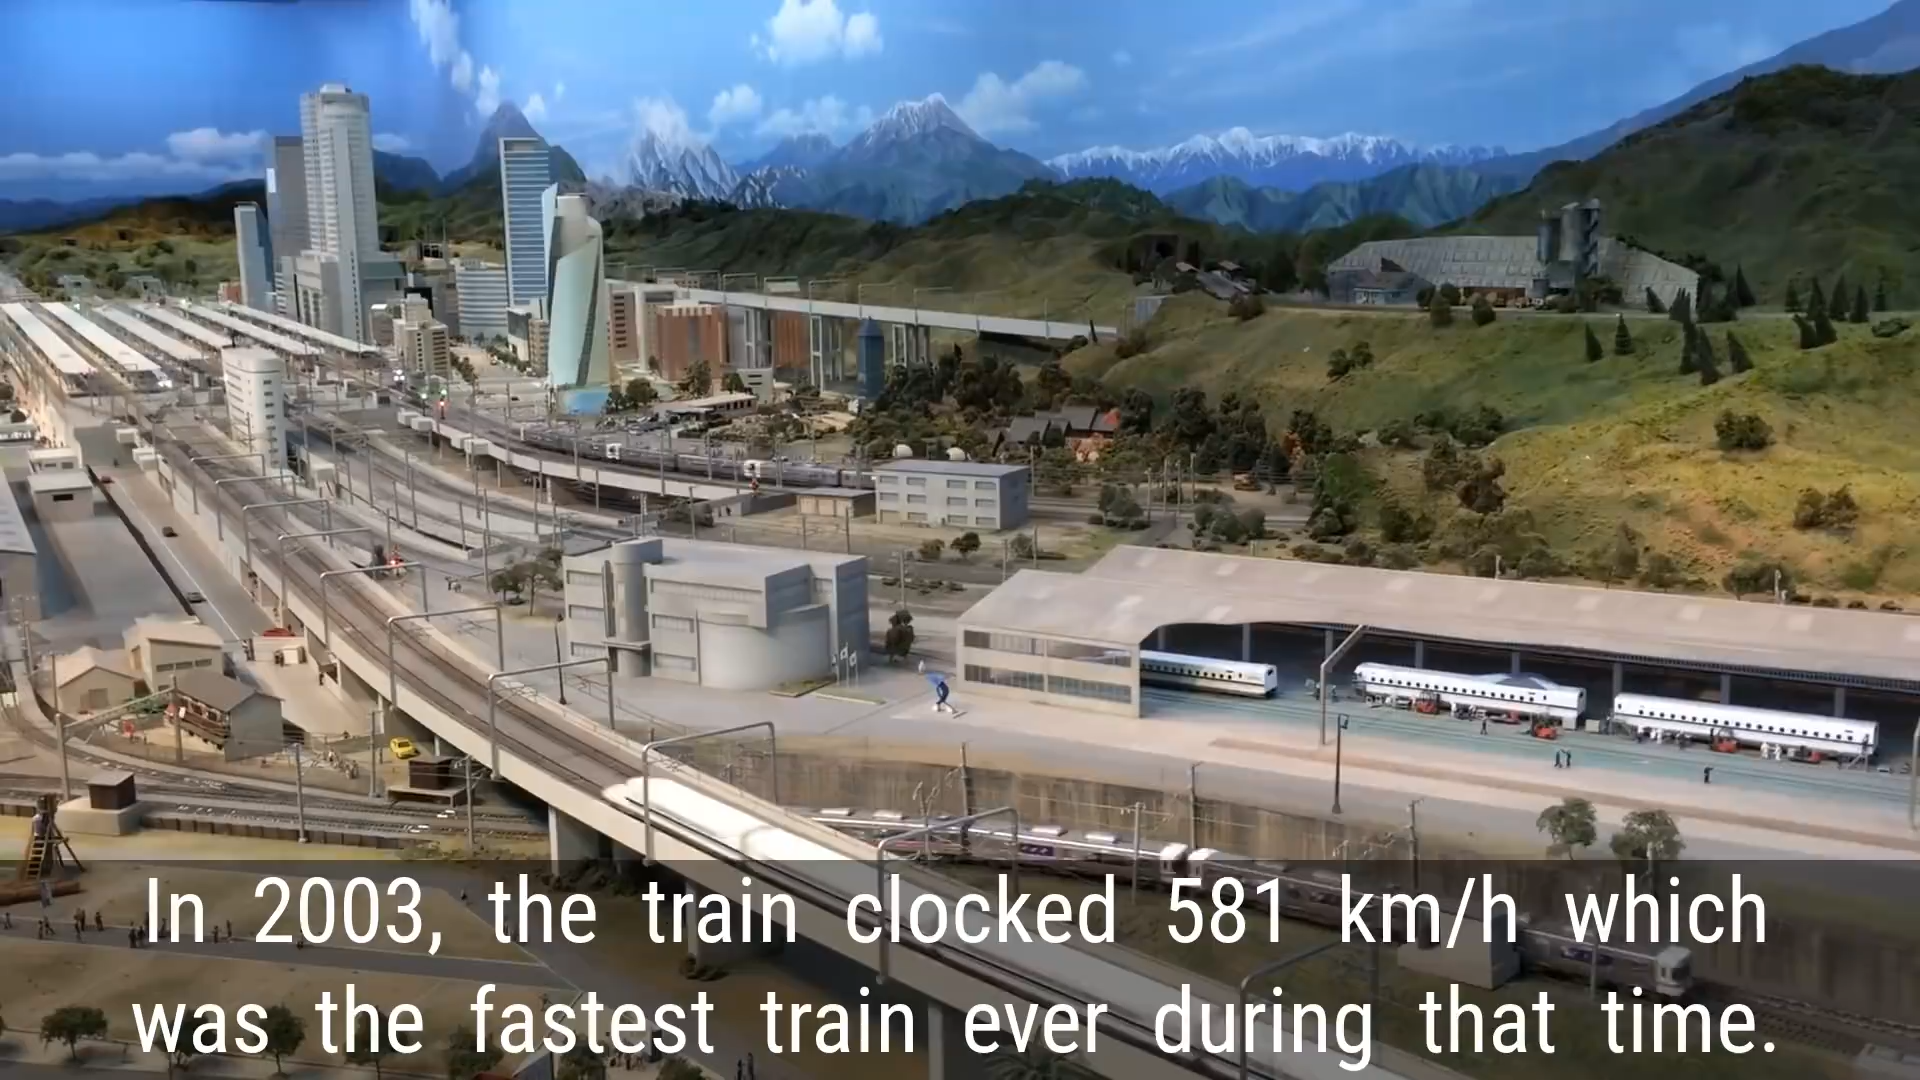 In 2003, the train clocked 581 km/h which
was the fastest train ever during that time.